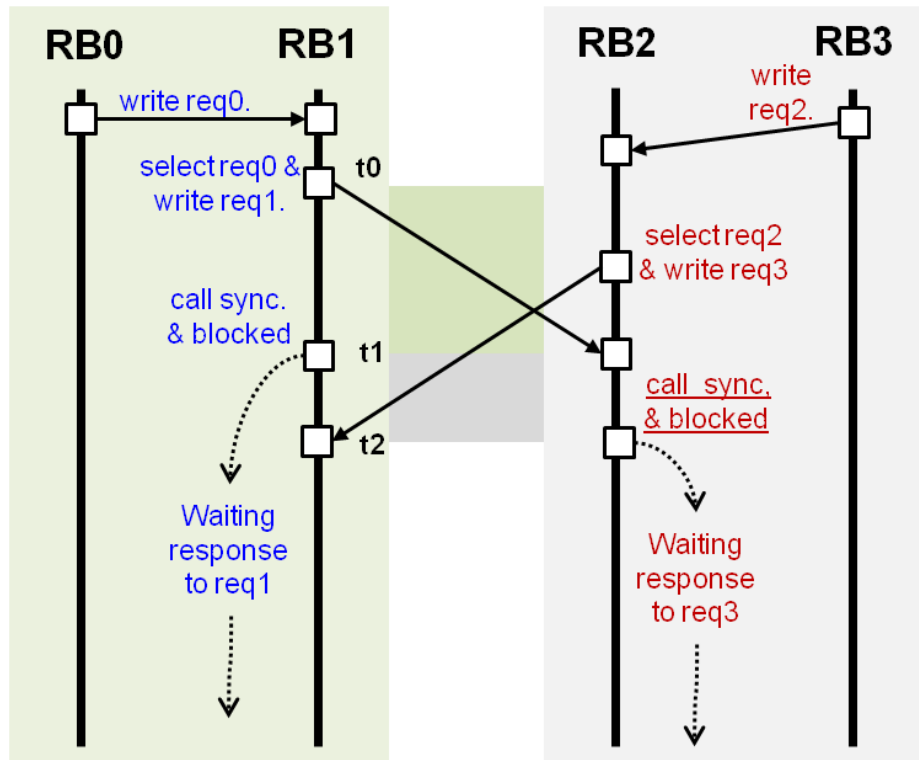 RB0
RB1
RB2
RB3
write req0.
write
req2.
select req0 &
write req1.
t0
select req2
& write req3
call sync.
& blocked
t1
call sync,
& blocked
t2
Waiting
response
to req1
Waiting
response
to req3